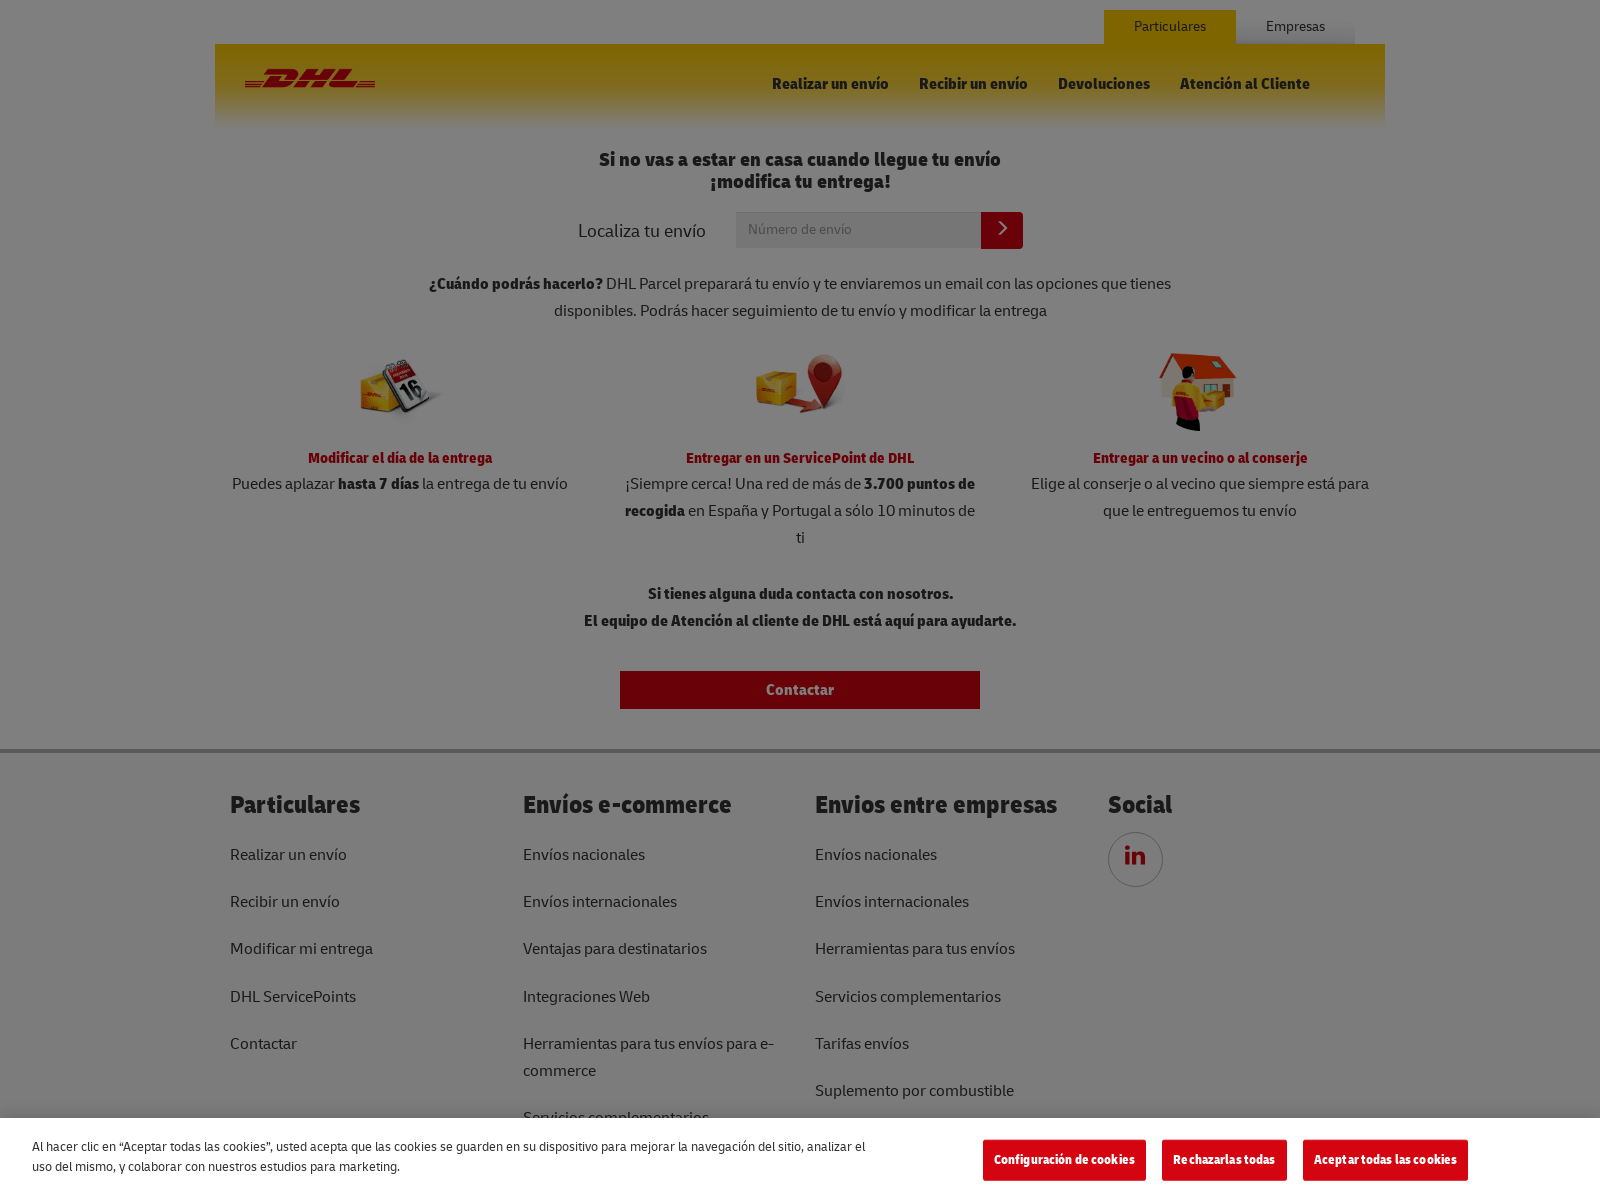 Particulares
Empresas
DHL
Realizar un envío
Recibir un envío
Devoluciones
Atención al Cliente
Si no vas a estar en casa cuando llegue tu envío
¡modifica tu entrega!
Localiza tu envío
Número de envío
¿Cuándo podrás hacerlo? DHL Parcel preparará tu envío y te enviaremos un email con las opciones que tienes
disponibles. Podrás hacer seguimiento de tu envío y modificar la entrega
16
Modificar el día de la entrega
Puedes aplazar hasta 7 días la entrega de tu envío
Entregar en un ServicePoint de DHL
¡Siempre cerca! Una red de más de 3.700 puntos de
recogida en España y Portugal a sólo 10 minutos de
ti
Entregar a un vecino o al conserje
Elige al conserje o al vecino que siempre está para
que le entreguemos tu envío
Si tienes alguna duda contacta con nosotros.
El equipo de Atención al cliente de DHL está aquí para ayudarte.
Contactar
Particulares
Realizar un envío
Recibir un envío
Modificar mi entrega
DHL ServicePoints
Contactar
Envíos e-commerce
Envíos nacionales
Envíos internacionales
Ventajas para destinatarios
Integraciones Web
Herramientas para tus envíos para e-
commerce
Servicios complementarios
Envios entre empresas
Envíos nacionales
Envíos internacionales
Herramientas para tus envíos
Servicios complementarios
Tarifas envíos
Suplemento por combustible
Social
in
Al hacer clic en “Aceptar todas las cookies”, usted acepta que las cookies se guarden en su dispositivo para mejorar la navegación del sitio, analizar el
uso del mismo, y colaborar con nuestros estudios para marketing.
Configuración de cookies
Rechazarlas todas
Aceptar todas las cookies